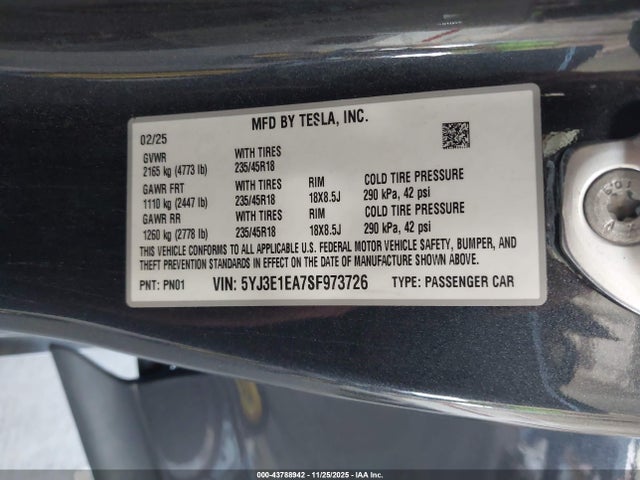 MFD BY TESLA, INC.
02/25
GVWR WITH TIRES
2165 kg (4773 lb) 235/45R18
GAWR FRT WITH TIRES RIM COLD TIRE PRESSURE
1110 kg (2447 lb) 235/45R18 18X8.5J 290 kPa, 42 psi
GAWR RR WITH TIRES RIM COLD TIRE PRESSURE
1260 kg (2778 lb) 235/45R18 18X8.5J 290 kPa, 42 psi
THIS VEHICLE CONFORMS TO ALL APPLICABLE U.S. FEDERAL MOTOR VEHICLE SAFETY, BUMPER, AND
THEFT PREVENTION STANDARDS IN EFFECT ON THE DATE OF MANUFACTURE SHOWN ABOVE.
PNT: PN01 VIN: 5YJ3E1EA7SF973726 TYPE: PASSENGER CAR
000-43788942 - 11/25/2025 - IAA Inc.